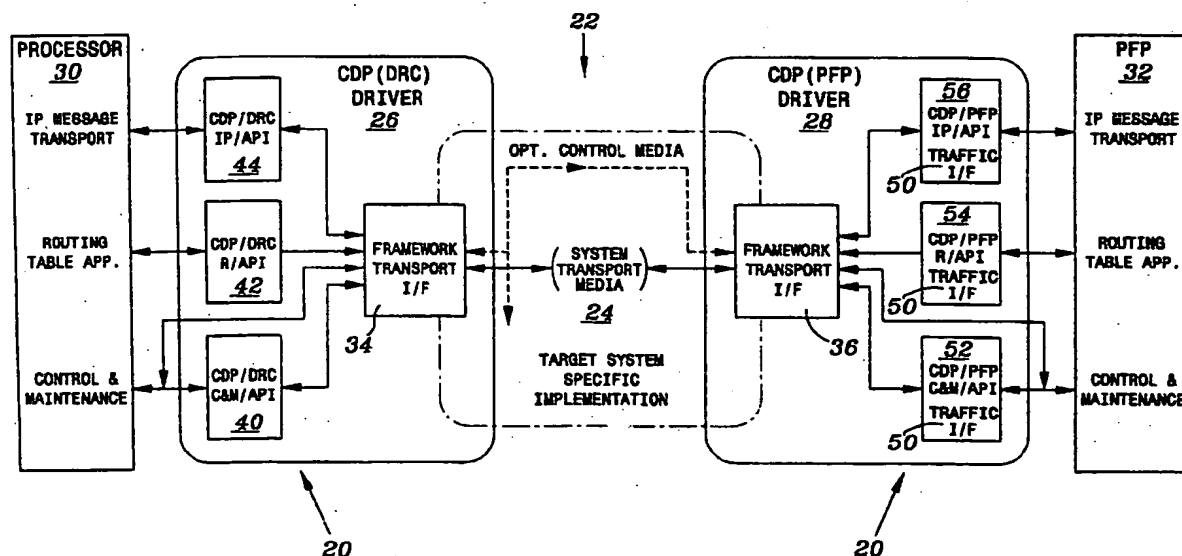 22
PROCESSOR
30
IP MESSAGE
TRANSPORT
ROUTING
TABLE APP.
CONTROL &
MAINTENANCE
CDP(DRC)
DRIVER
26
CDP/DRC
IP/API
44
CDP/DRC
R/API
42
CDP/DRC
C&M/API
40
FRAMEWORK
TRANSPORT
I/F
34
OPT. CONTROL MEDIA
(SYSTEM
TRANSPORT
MEDIA)
24
TARGET SYSTEM
SPECIFIC
IMPLEMENTATION
CDP(PFP)
DRIVER
28
FRAMEWORK
TRANSPORT
I/F
36
56
CDP/PFP
IP/API
TRAFFIC
I/F
50
54
CDP/PFP
R/API
TRAFFIC
I/F
50
52
CDP/PFP
C&M/API
TRAFFIC
I/F
50
PFP
32
IP MESSAGE
TRANSPORT
ROUTING
TABLE APP.
CONTROL &
MAINTENANCE
20
20